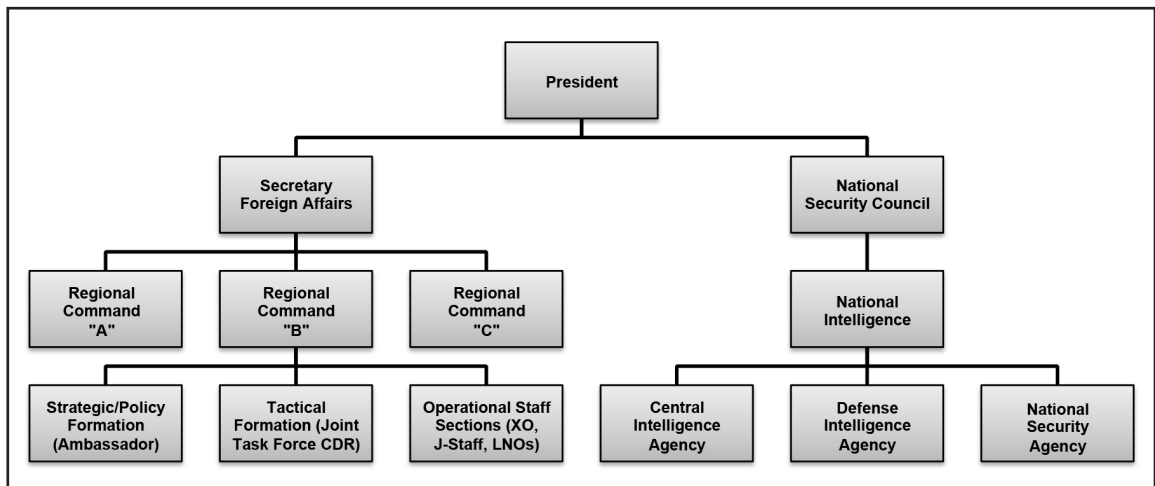 President
Secretary
Foreign Affairs
National
Security Council
Regional
Command
"A"
Regional
Command
"B"
Regional
Command
"C"
National
Intelligence
Strategic/Policy
Formation
(Ambassador)
Tactical
Formation (Joint
Task Force CDR)
Operational Staff
Sections (XO,
J-Staff, LNOs)
Central
Intelligence
Agency
Defense
Intelligence
Agency
National
Security
Agency